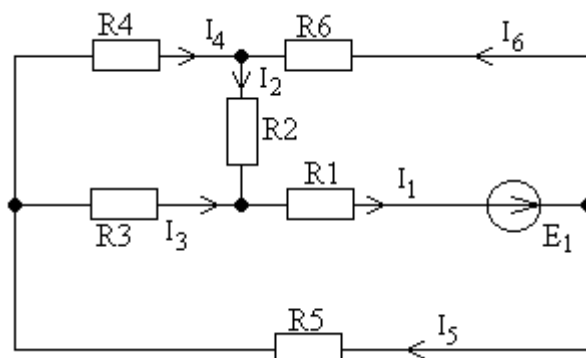 R4 I₄ R6 I₆
I₂
R2
R1 I₁
R3 I₃ E₁
R5 I₅